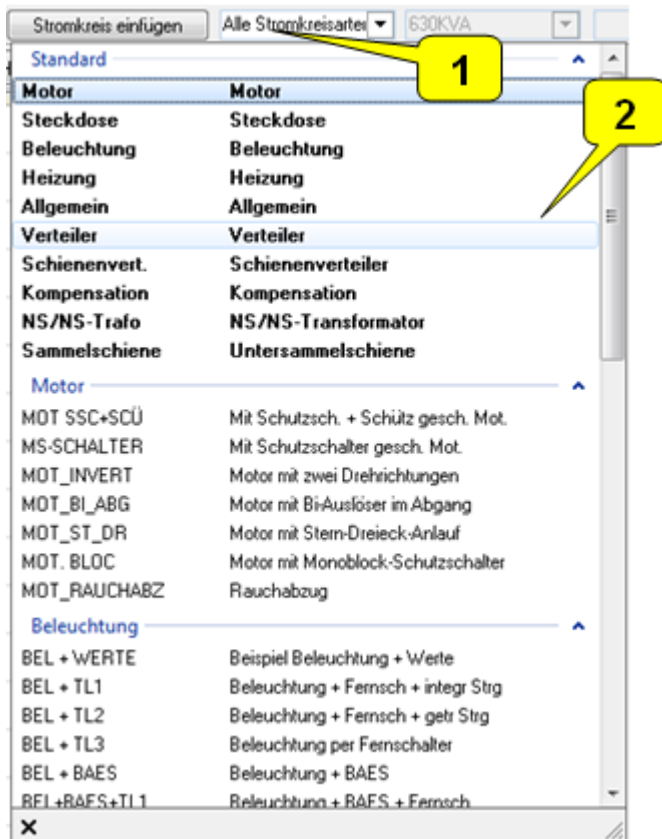 Stromkreis einfügen Alle Stromkreisarten 630KVA
1
Standard
Motor Motor
2
Steckdose Steckdose
Beleuchtung Beleuchtung
Heizung Heizung
Allgemein Allgemein
Verteiler Verteiler
Schienenvert. Schienenverteiler
Kompensation Kompensation
NS/NS-Trafo NS/NS-Transformator
Sammelschiene Untersammelschiene
Motor
MOT SSC+SCÜ Mit Schutzsch. + Schütz gesch. Mot.
MS-SCHALTER Mit Schutzschalter gesch. Mot.
MOT_INVERT Motor mit zwei Drehrichtungen
MOT_BI_ABG Motor mit Bi-Auslöser im Abgang
MOT_ST_DR Motor mit Stern-Dreieck-Anlauf
MOT. BLOC Motor mit Monoblock-Schutzschalter
MOT_RAUCHABZ Rauchabzug
Beleuchtung
BEL + WERTE Beispiel Beleuchtung + Werte
BEL + TL1 Beleuchtung + Fernsch + integr Strg
BEL + TL2 Beleuchtung + Fernsch + getr Strg
BEL + TL3 Beleuchtung per Fernschalter
BEL + BAES Beleuchtung + BAES
BEL+BAES+TL1 Beleuchtung + BAES + Fernsch